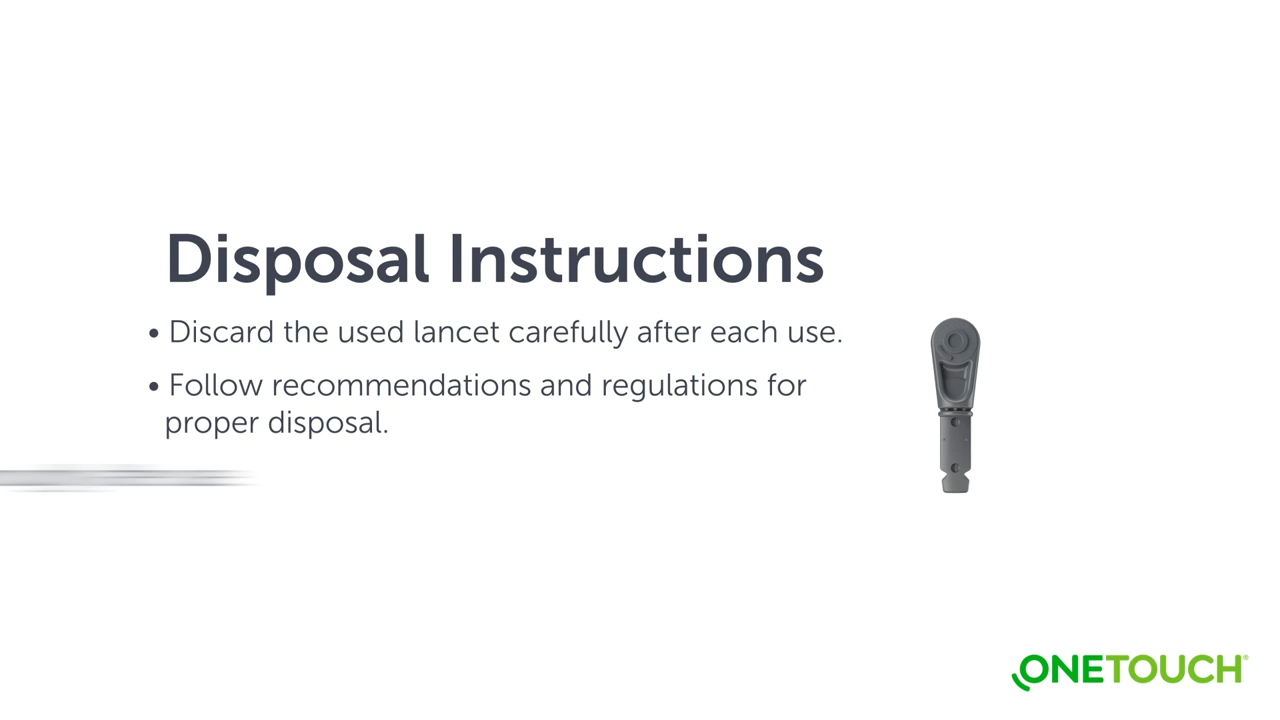 Disposal Instructions
• Discard the used lancet carefully after each use.
• Follow recommendations and regulations for
proper disposal.
ONETOUCH®